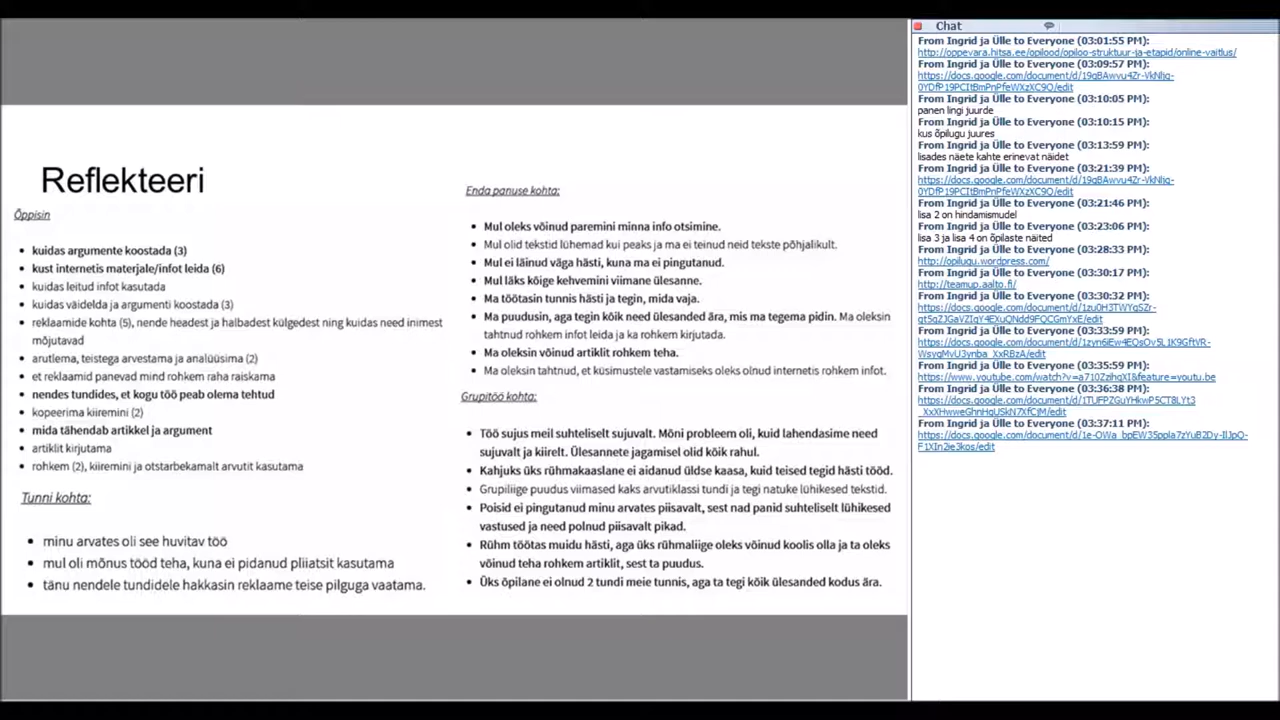 Reflekteeri
Õppisin
kuidas argumente koostada (3)
kust internetis materjale/infot leida (6)
kuidas leitud infot kasutada
kuidas väidelda ja argumenti koostada (3)
reklaamide kohta (5), nende headest ja halbadest külgedest ning kuidas need inimest
mõjutavad
arutlema, teistega arvestama ja analüüsima (2)
et reklaamid panevad mind rohkem raha raiskama
nendes tundides, et kogu töö peab olema tehtud
kopeerima kiiremini (2)
mida tähendab artikkel ja argument
artiklit kirjutama
rohkem (2), kiiremini ja otstarbekamalt arvutit kasutama
Tunni kohta:
minu arvates oli see huvitav töö
mul oli mõnus tööd teha, kuna ei pidanud pliiatsit kasutama
tänu nendele tundidele hakkasin reklaame teise pilguga vaatama.
Enda panuse kohta:
Mul oleks võinud paremini minna info otsimine.
Mul olid tekstid lühemad kui peaks ja ma ei teinud neid tekste põhjalikult.
Mul ei läinud väga hästi, kuna ma ei pingutanud.
Mul läks kõige kehvemini viimane ülesanne.
Ma töötasin tunnis hästi ja tegin, mida vaja.
Ma puudusin, aga tegin kõik need ülesanded ära, mis ma tegema pidin. Ma oleksin
tahtnud rohkem infot leida ja ka rohkem kirjutada.
Ma oleksin võinud artiklit rohkem teha.
Ma oleksin tahtnud, et küsimustele vastamiseks oleks olnud internetis rohkem infot.
Grupitöö kohta:
Töö sujus meil suhteliselt sujuvalt. Mõni probleem oli, kuid lahendasime need
sujuvalt ja kiirelt. Ülesannete jagamisel olid kõik rahul.
Kahjuks üks rühmakaaslane ei aidanud üldse kaasa, kuid teised tegid hästi tööd.
Grupiliige puudus viimased kaks arvutiklassi tundi ja tegi natuke lühikesed tekstid.
Poisid ei pingutanud minu arvates piisavalt, sest nad panid suhteliselt lühikesed
vastused ja need polnud piisavalt pikad.
Rühm töötas muidu hästi, aga üks rühmaliige oleks võinud koolis olla ja ta oleks
võinud teha rohkem artiklit, sest ta puudus.
Üks õpilane ei olnud 2 tundi meie tunnis, aga ta tegi kõik ülesanded kodus ära.
Chat
From Ingrid ja Ülle to Everyone (03:01:55 PM):
http://oppevara.hitsa.ee/opilood/opiloo-struktuur-ja-etapid/online-vaitlus/
From Ingrid ja Ülle to Everyone (03:09:57 PM):
From Ingrid ja Ülle to Everyone (03:10:05 PM):
panen lingi juurde
From Ingrid ja Ülle to Everyone (03:10:15 PM):
kus õpilugu juures
From Ingrid ja Ülle to Everyone (03:13:59 PM):
lisades näete kahte erinevat näidet
From Ingrid ja Ülle to Everyone (03:21:39 PM):
From Ingrid ja Ülle to Everyone (03:21:46 PM):
lisa 2 on hindamismudel
From Ingrid ja Ülle to Everyone (03:23:06 PM):
lisa 3 ja lisa 4 on õpilaste näited
From Ingrid ja Ülle to Everyone (03:28:33 PM):
http://opilugu.wordpress.com/
From Ingrid ja Ülle to Everyone (03:30:17 PM):
http://teamup.aalto.fi/
From Ingrid ja Ülle to Everyone (03:30:32 PM):
From Ingrid ja Ülle to Everyone (03:33:59 PM):
From Ingrid ja Ülle to Everyone (03:35:59 PM):
From Ingrid ja Ülle to Everyone (03:36:38 PM):
From Ingrid ja Ülle to Everyone (03:37:11 PM):